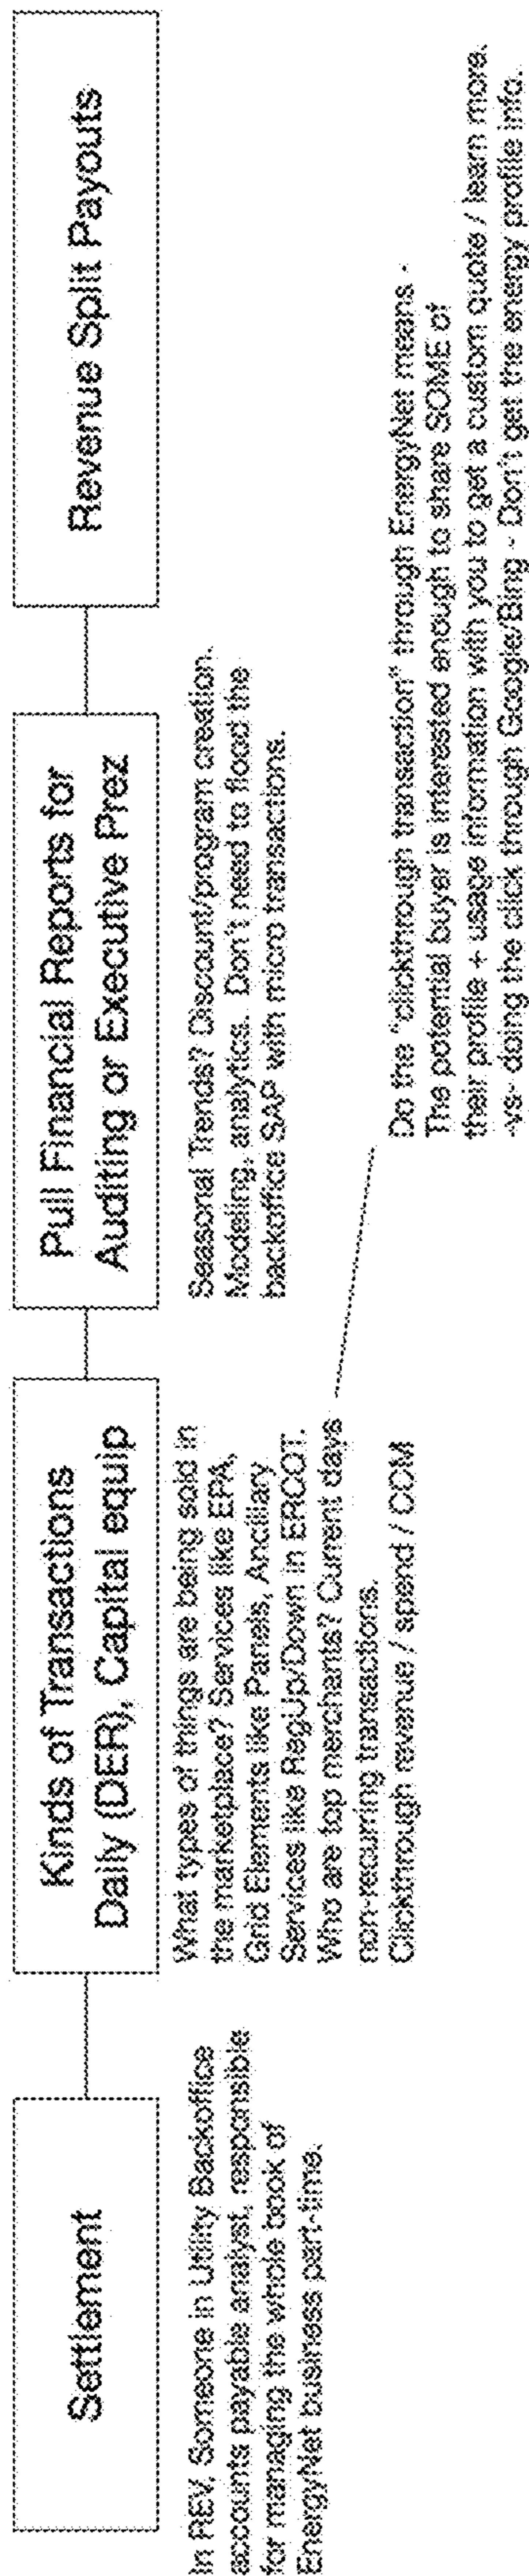 Settlement
In REV, Someone in Utility Backoffice
accounts payable analyst, responsible
for managing the whole book of
EnergyNet business part-time.
Kinds of Transactions
Daily (DER), Capital equip
What types of things are being sold in
the marketplace? Services like EPA,
Grid Elements like Panels, Ancillary
Services like RegUp/Down in ERCOT.
Who are top merchants? Current days
non-recurring transactions.
Clickthrough revenue / spend / COM
Pull Financial Reports for
Auditing or Executive Prez
Seasonal Trends? Discount/program creation.
Modeling, analytics. Don't need to flood the
backoffice SAP with micro transactions.
Revenue Split Payouts
Do the "clickthrough transaction" through EnergyNet means -
The potential buyer is interested enough to share SOME of
their profile + usage information with you to get a custom quote / learn more.
-vs- doing the click through Google/Bing - Don't get the energy profile info.